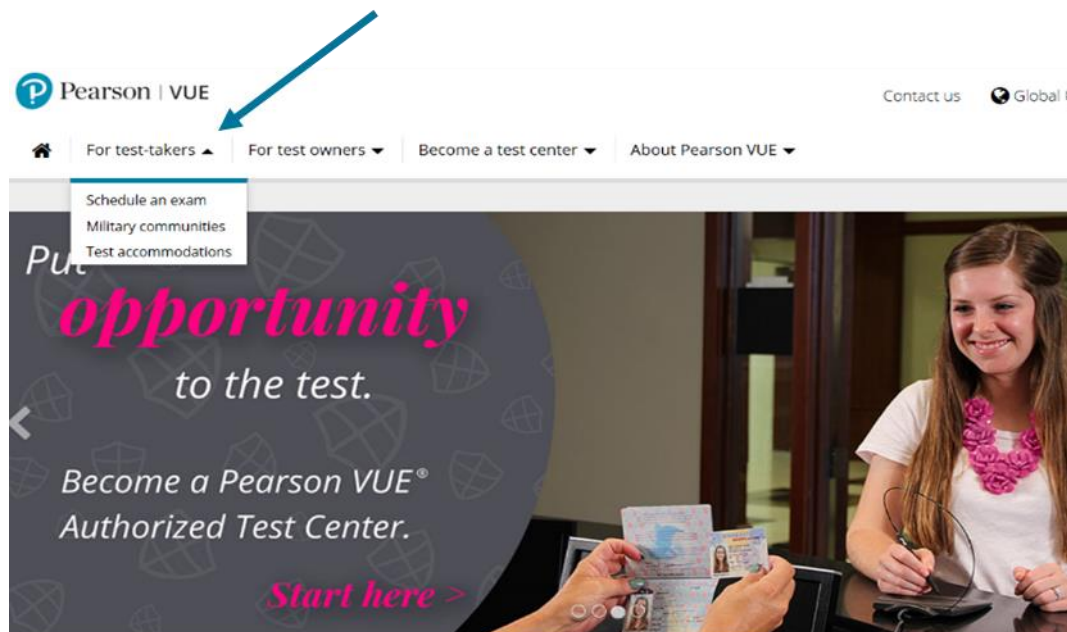 Pearson | VUE
Contact us Global
For test-takers For test owners Become a test center About Pearson VUE
Schedule an exam
Military communities
Test accommodations
Put
opportunity
to the test.
Become a Pearson VUE®
Authorized Test Center.
Start here >